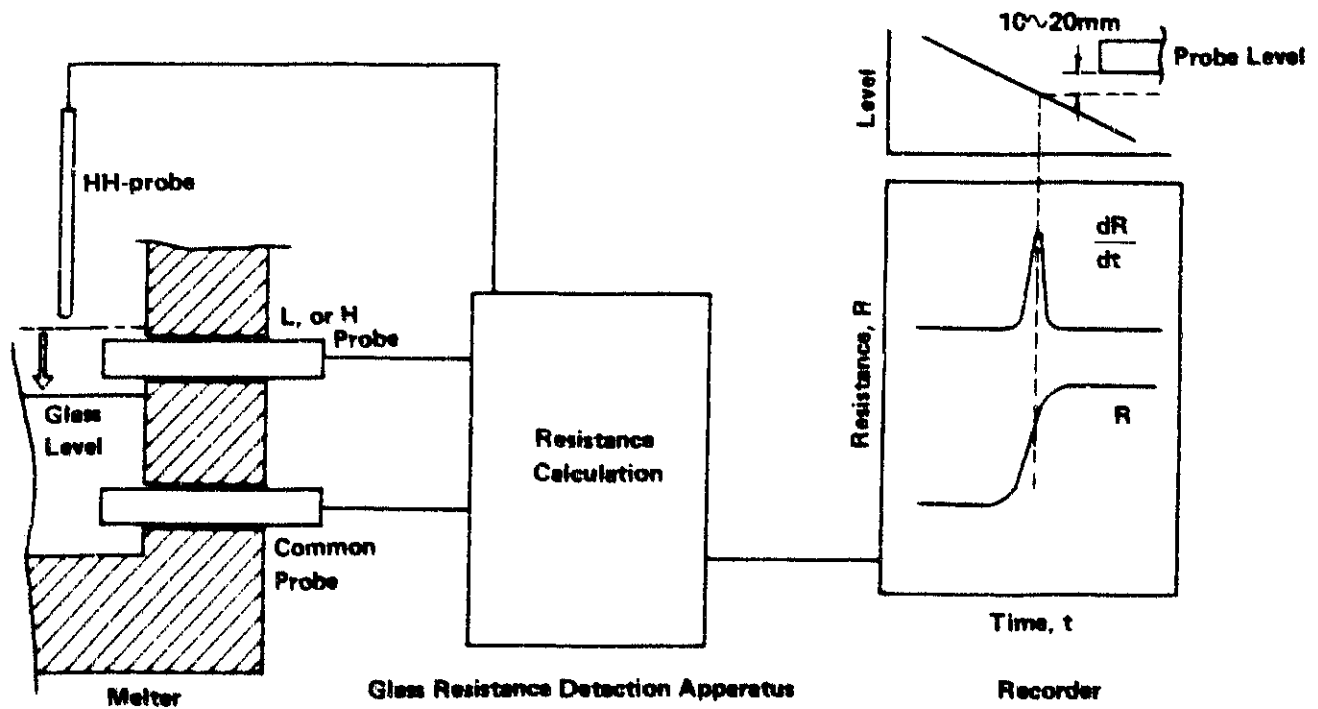 10~20mm
Probe Level
Level
HH-probe
dR
dt
L, or H
Probe
Resistance, R
Glass
Level
R
Resistance
Calculation
Common
Probe
Time, t
Melter
Glass Resistance Detection Apparatus
Recorder